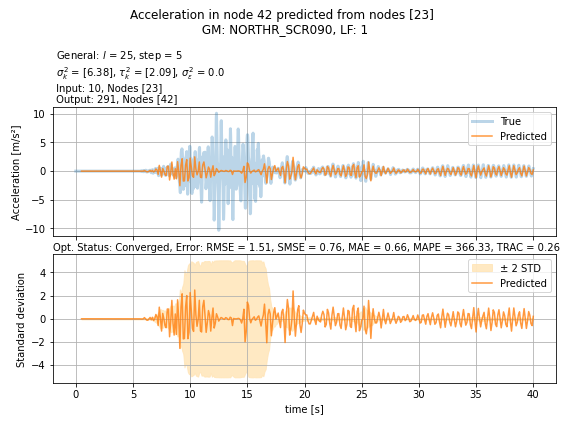 Acceleration in node 42 predicted from nodes [23]
GM: NORTHR_SCR090, LF: 1
General: l = 25, step = 5
σ²ₖ = [6.38], τ²ₖ = [2.09], σ²ε = 0.0
Input: 10, Nodes [23]
Output: 291, Nodes [42]
Acceleration [m/s²]
10
5
0
−5
−10
True
Predicted
Opt. Status: Converged, Error: RMSE = 1.51, SMSE = 0.76, MAE = 0.66, MAPE = 366.33, TRAC = 0.26
Standard deviation
4
2
0
−2
−4
± 2 STD
Predicted
0 5 10 15 20 25 30 35 40
time [s]